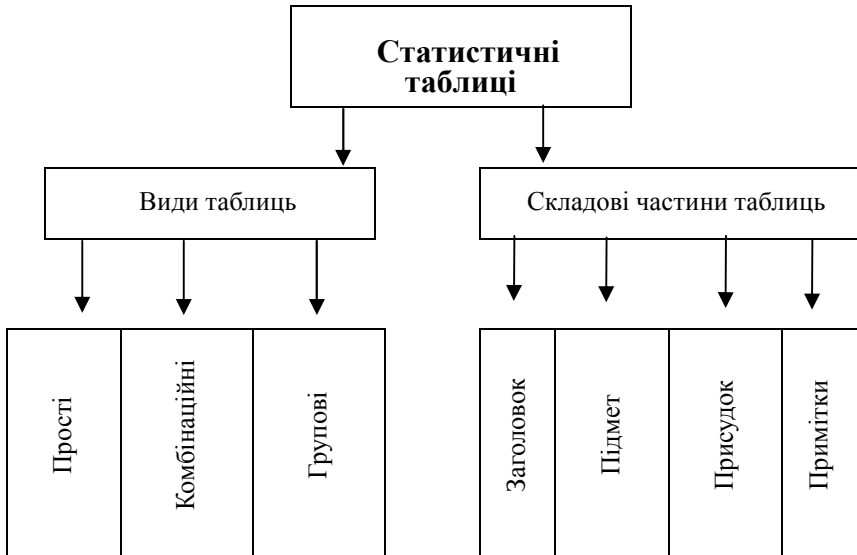 Статистичні
таблиці
Види таблиць
Складові частини таблиць
Прості
Комбінаційні
Групові
Заголовок
Підмет
Присудок
Примітки